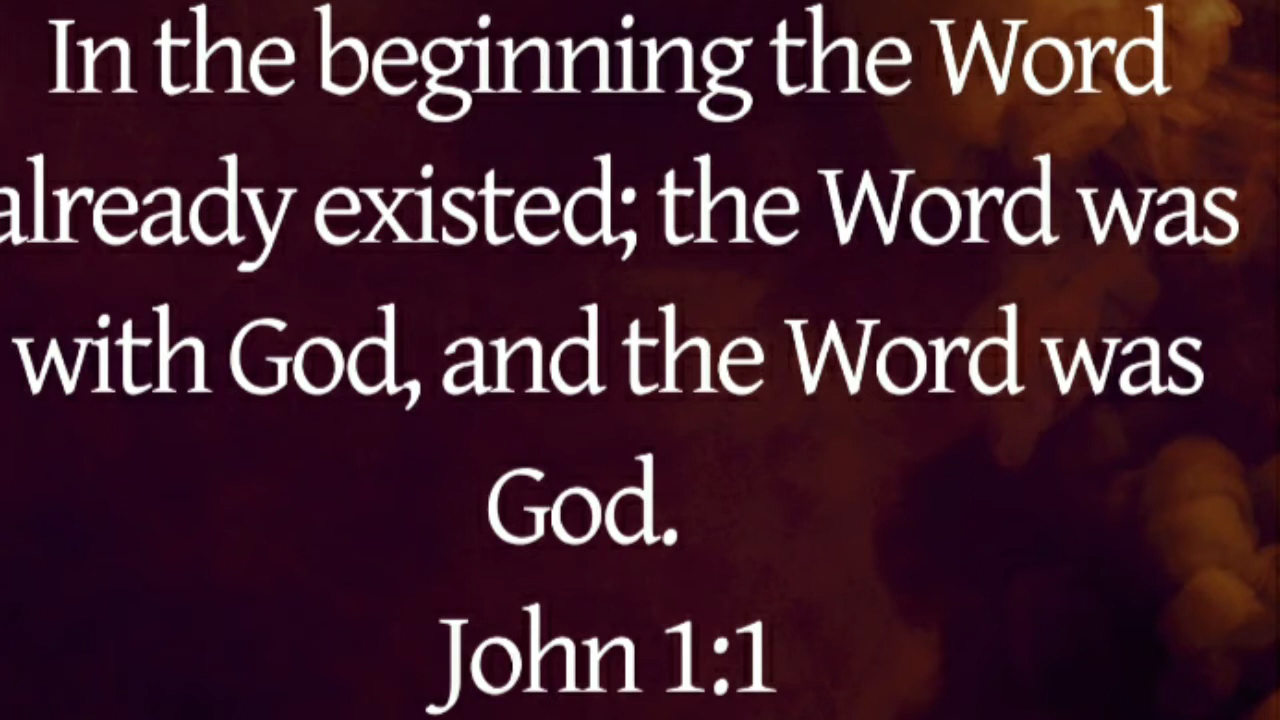 In the beginning the Word
already existed; the Word was
with God, and the Word was
God.
John 1:1